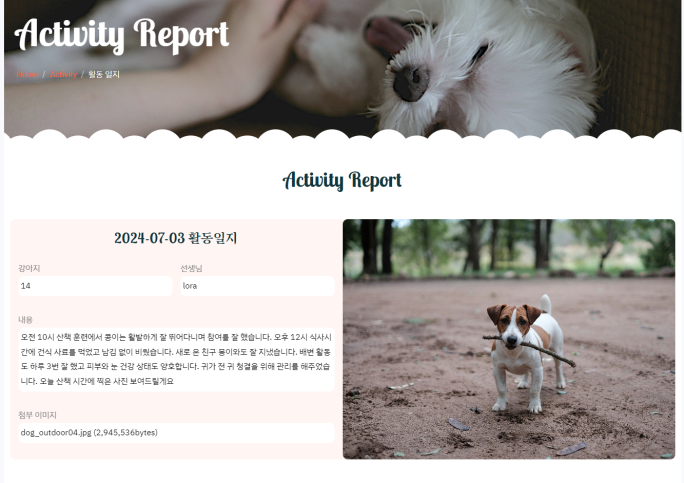 Activity Report
Home / Activity / 활동 일지
Activity Report
2024-07-03 활동일지
강아지
선생님
14
lora
내용
오전 10시 산책 훈련에서 콩이는 활발하게 잘 뛰어다니며 참여를 잘 했습니다. 오후 12시 식사시
간에 건식 사료를 먹었고 남김 없이 비웠습니다. 새로 온 친구 몽이와도 잘 지냈습니다. 배변 활동
도 하루 3번 잘 했고 피부와 눈 건강 상태도 양호합니다. 귀가 전 귀 청결을 위해 관리를 해주었습
니다. 오늘 산책 시간에 찍은 사진 보여드릴게요
첨부 이미지
dog_outdoor04.jpg (2,945,536bytes)